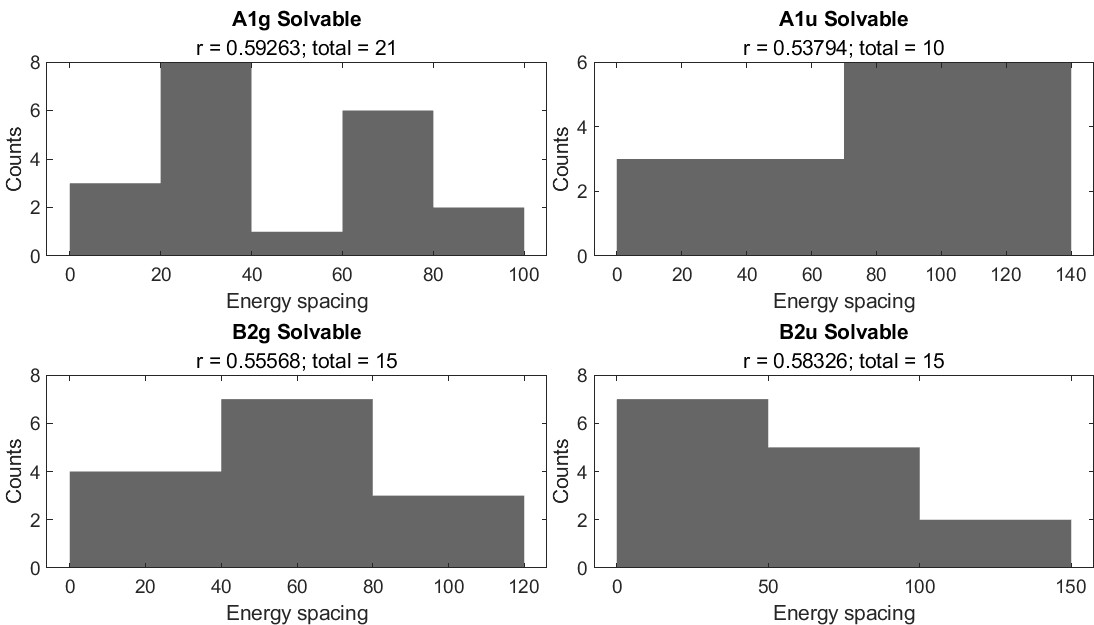 A1g Solvable
r = 0.59263; total = 21
8
6
4
2
0
Counts
0 20 40 60 80 100
Energy spacing
A1u Solvable
r = 0.53794; total = 10
6
4
2
0
Counts
0 20 40 60 80 100 120 140
Energy spacing
B2g Solvable
r = 0.55568; total = 15
8
6
4
2
0
Counts
0 20 40 60 80 100 120
Energy spacing
B2u Solvable
r = 0.58326; total = 15
8
6
4
2
0
Counts
0 50 100 150
Energy spacing